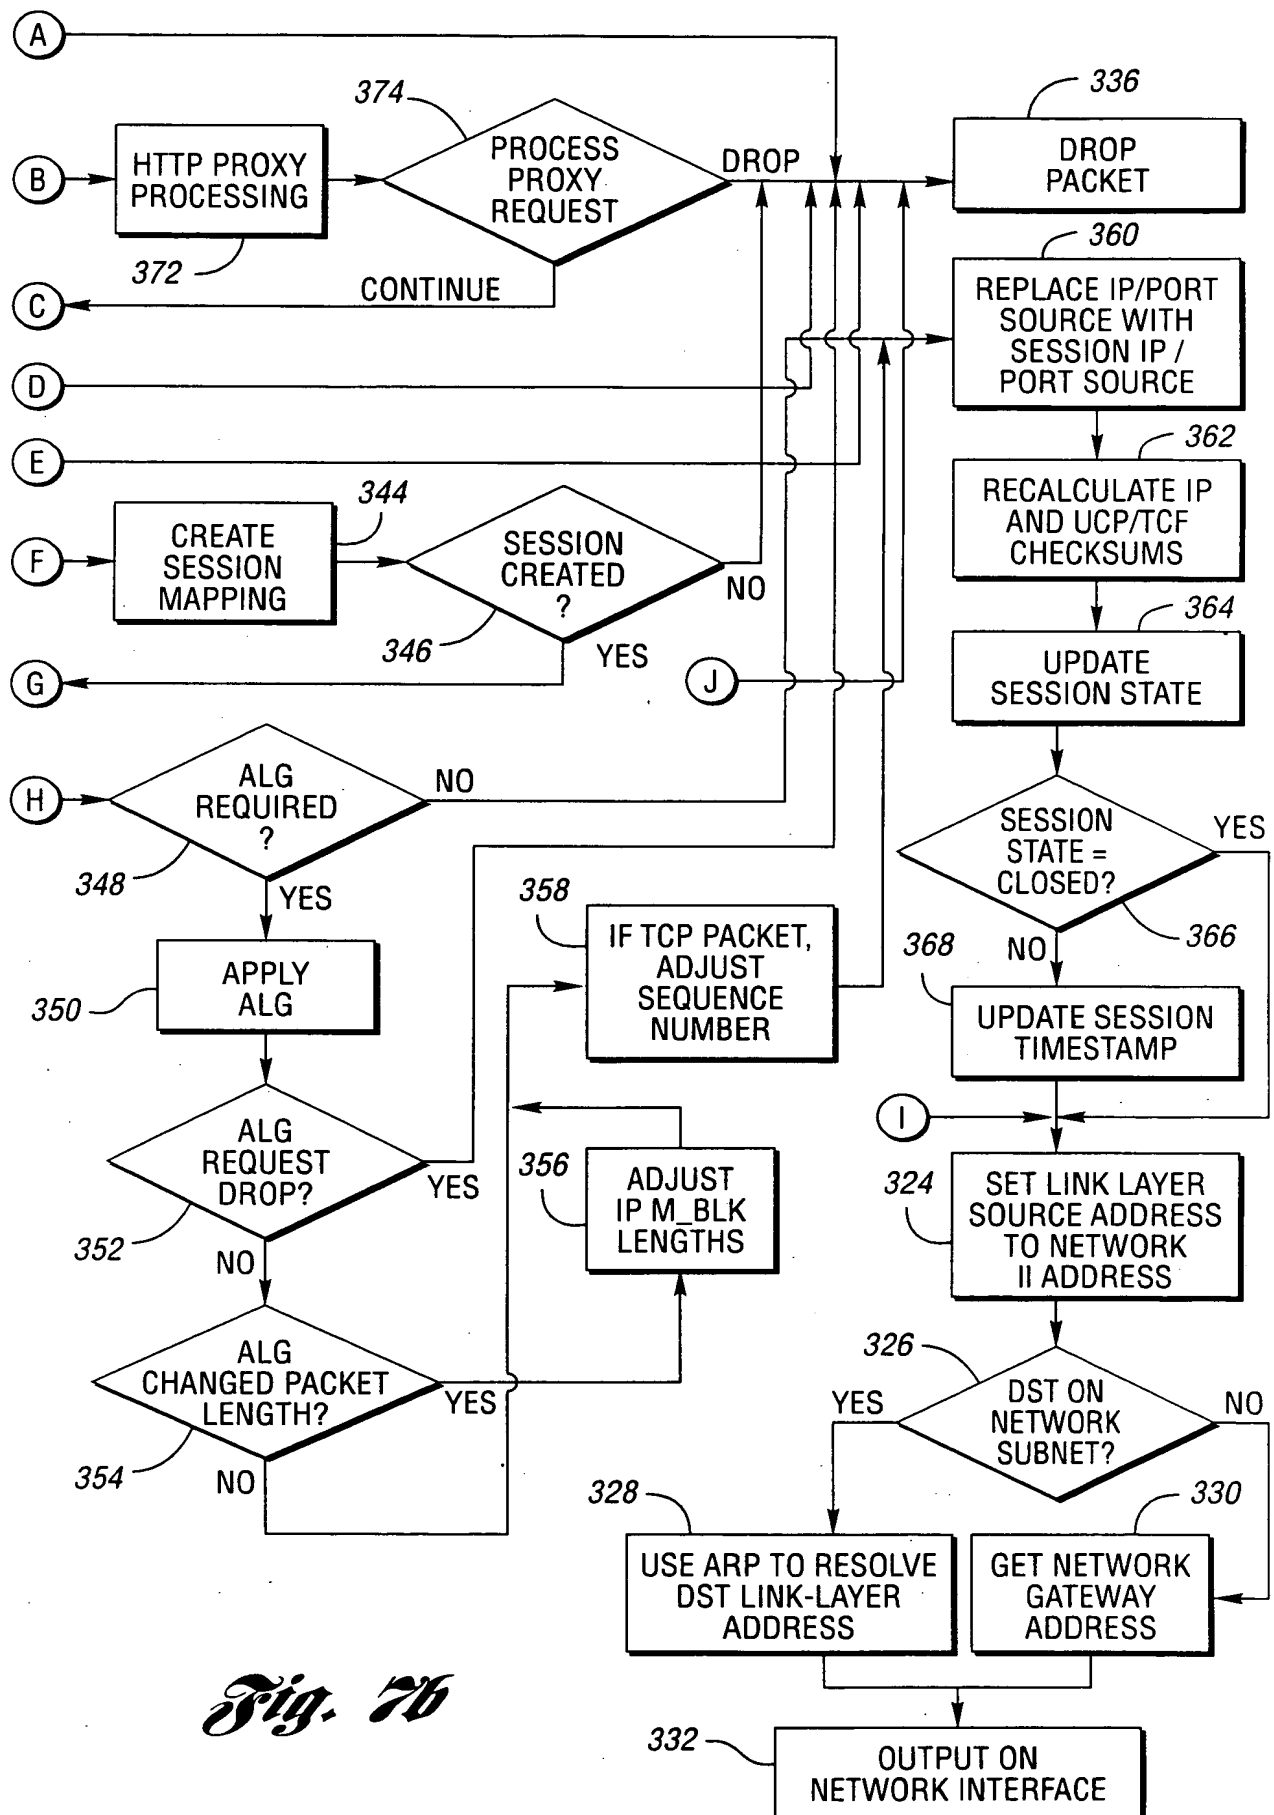 A
374
336
B
HTTP PROXY
PROCESSING
PROCESS
PROXY
REQUEST
DROP
DROP
PACKET
372
360
C
CONTINUE
REPLACE IP/PORT
SOURCE WITH
SESSION IP /
PORT SOURCE
D
E
362
344
RECALCULATE IP
AND UCP/TCF
CHECKSUMS
F
CREATE
SESSION
MAPPING
SESSION
CREATED
?
NO
346
YES
364
G
J
UPDATE
SESSION STATE
H
ALG
REQUIRED
?
NO
348
YES
SESSION
STATE =
CLOSED?
YES
366
NO
358
IF TCP PACKET,
ADJUST
SEQUENCE
NUMBER
368
350
APPLY
ALG
UPDATE SESSION
TIMESTAMP
I
ALG
REQUEST
DROP?
YES
352
NO
356
ADJUST
IP M_BLK
LENGTHS
324
SET LINK LAYER
SOURCE ADDRESS
TO NETWORK
II ADDRESS
ALG
CHANGED PACKET
LENGTH?
YES
354
NO
326
YES
DST ON
NETWORK
SUBNET?
NO
328
330
USE ARP TO RESOLVE
DST LINK-LAYER
ADDRESS
GET NETWORK
GATEWAY
ADDRESS
Fig. 7b
332
OUTPUT ON
NETWORK INTERFACE